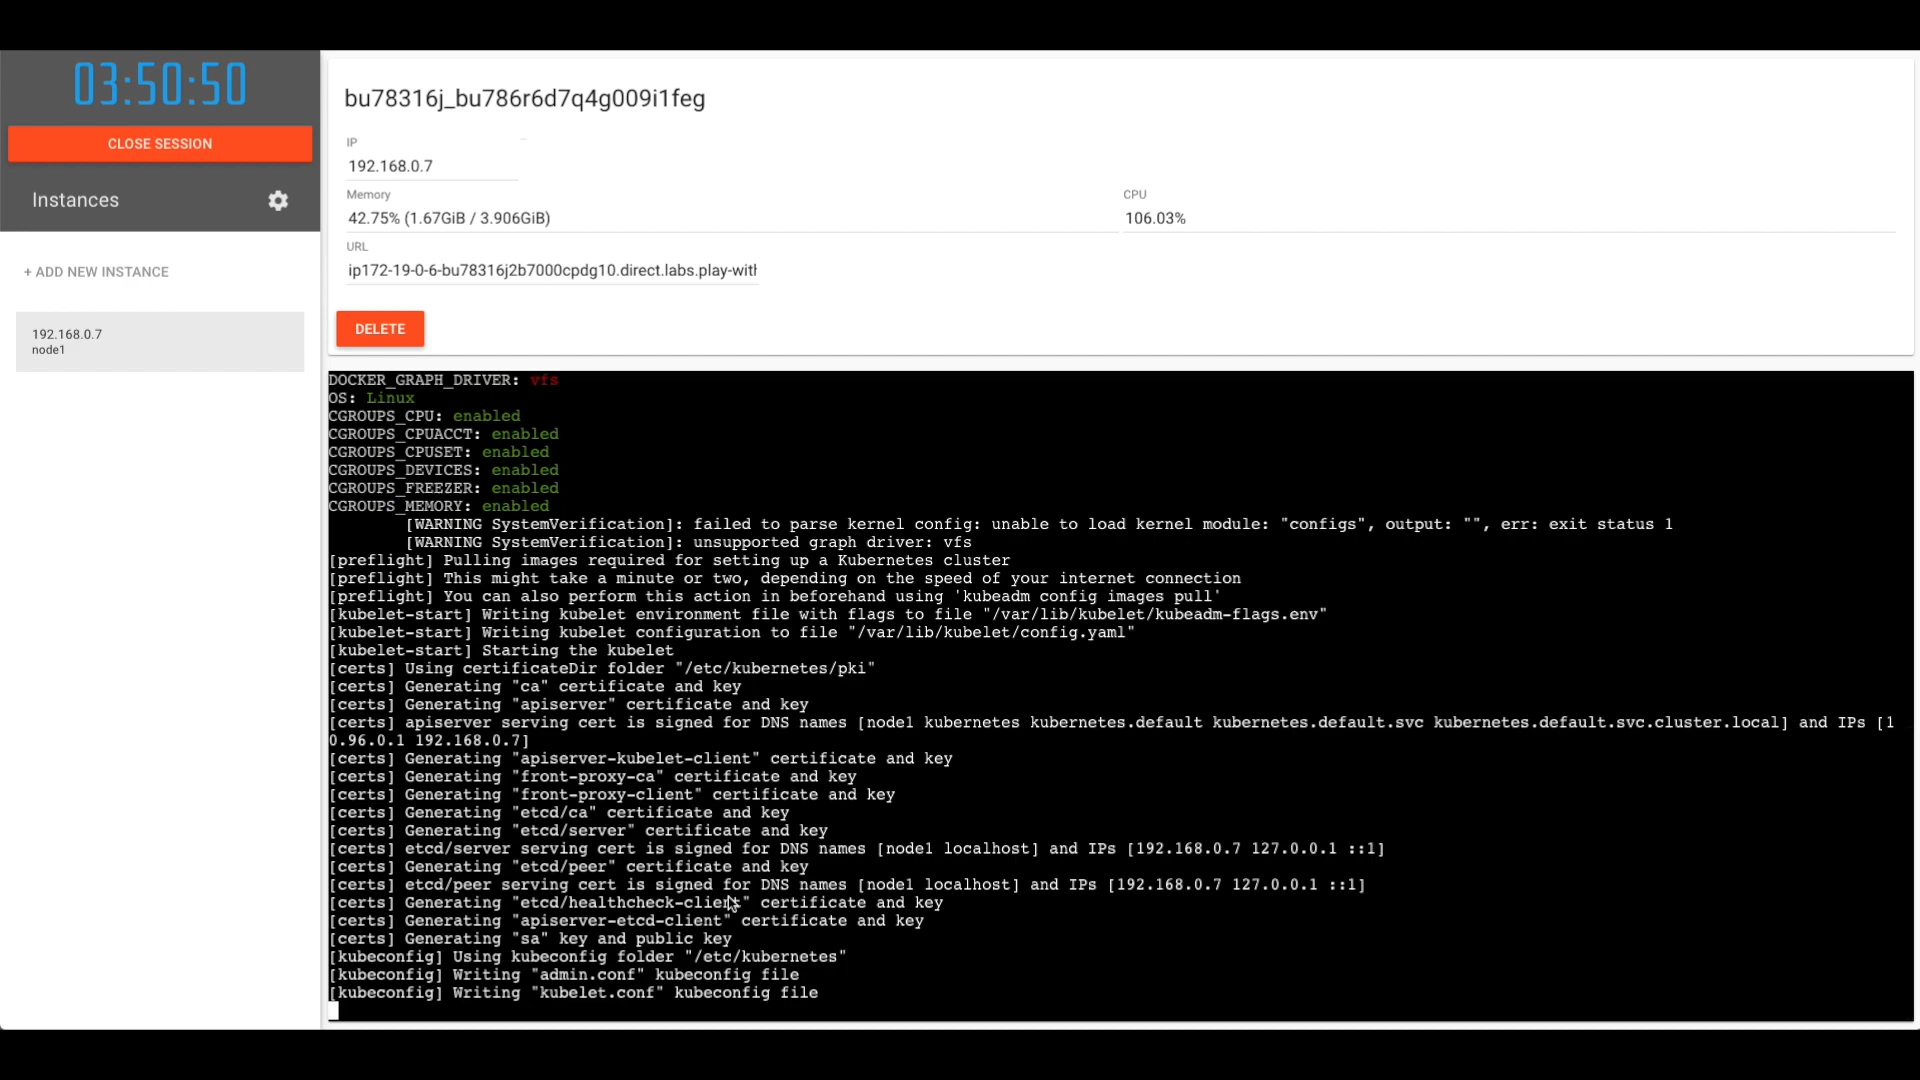 03:50:50
CLOSE SESSION
Instances
+ ADD NEW INSTANCE
192.168.0.7
node1
bu78316j_bu786r6d7q4g009i1feg
IP
192.168.0.7
Memory
42.75% (1.67GiB / 3.906GiB)
CPU
106.03%
URL
ip172-19-0-6-bu78316j2b7000cpdg10.direct.labs.play-with
DELETE
DOCKER_GRAPH_DRIVER: vfs
OS: Linux
CGROUPS_CPU: enabled
CGROUPS_CPUACCT: enabled
CGROUPS_CPUSET: enabled
CGROUPS_DEVICES: enabled
CGROUPS_FREEZER: enabled
CGROUPS_MEMORY: enabled
[WARNING SystemVerification]: failed to parse kernel config: unable to load kernel module: "configs", output: "", err: exit status 1
[WARNING SystemVerification]: unsupported graph driver: vfs
[preflight] Pulling images required for setting up a Kubernetes cluster
[preflight] This might take a minute or two, depending on the speed of your internet connection
[preflight] You can also perform this action in beforehand using 'kubeadm config images pull'
[kubelet-start] Writing kubelet environment file with flags to file "/var/lib/kubelet/kubeadm-flags.env"
[kubelet-start] Writing kubelet configuration to file "/var/lib/kubelet/config.yaml"
[kubelet-start] Starting the kubelet
[certs] Using certificateDir folder "/etc/kubernetes/pki"
[certs] Generating "ca" certificate and key
[certs] Generating "apiserver" certificate and key
[certs] apiserver serving cert is signed for DNS names [node1 kubernetes kubernetes.default kubernetes.default.svc kubernetes.default.svc.cluster.local] and IPs [1
0.96.0.1 192.168.0.7]
[certs] Generating "apiserver-kubelet-client" certificate and key
[certs] Generating "front-proxy-ca" certificate and key
[certs] Generating "front-proxy-client" certificate and key
[certs] Generating "etcd/ca" certificate and key
[certs] Generating "etcd/server" certificate and key
[certs] etcd/server serving cert is signed for DNS names [node1 localhost] and IPs [192.168.0.7 127.0.0.1 ::1]
[certs] Generating "etcd/peer" certificate and key
[certs] etcd/peer serving cert is signed for DNS names [node1 localhost] and IPs [192.168.0.7 127.0.0.1 ::1]
[certs] Generating "etcd/healthcheck-client" certificate and key
[certs] Generating "apiserver-etcd-client" certificate and key
[certs] Generating "sa" key and public key
[kubeconfig] Using kubeconfig folder "/etc/kubernetes"
[kubeconfig] Writing "admin.conf" kubeconfig file
[kubeconfig] Writing "kubelet.conf" kubeconfig file